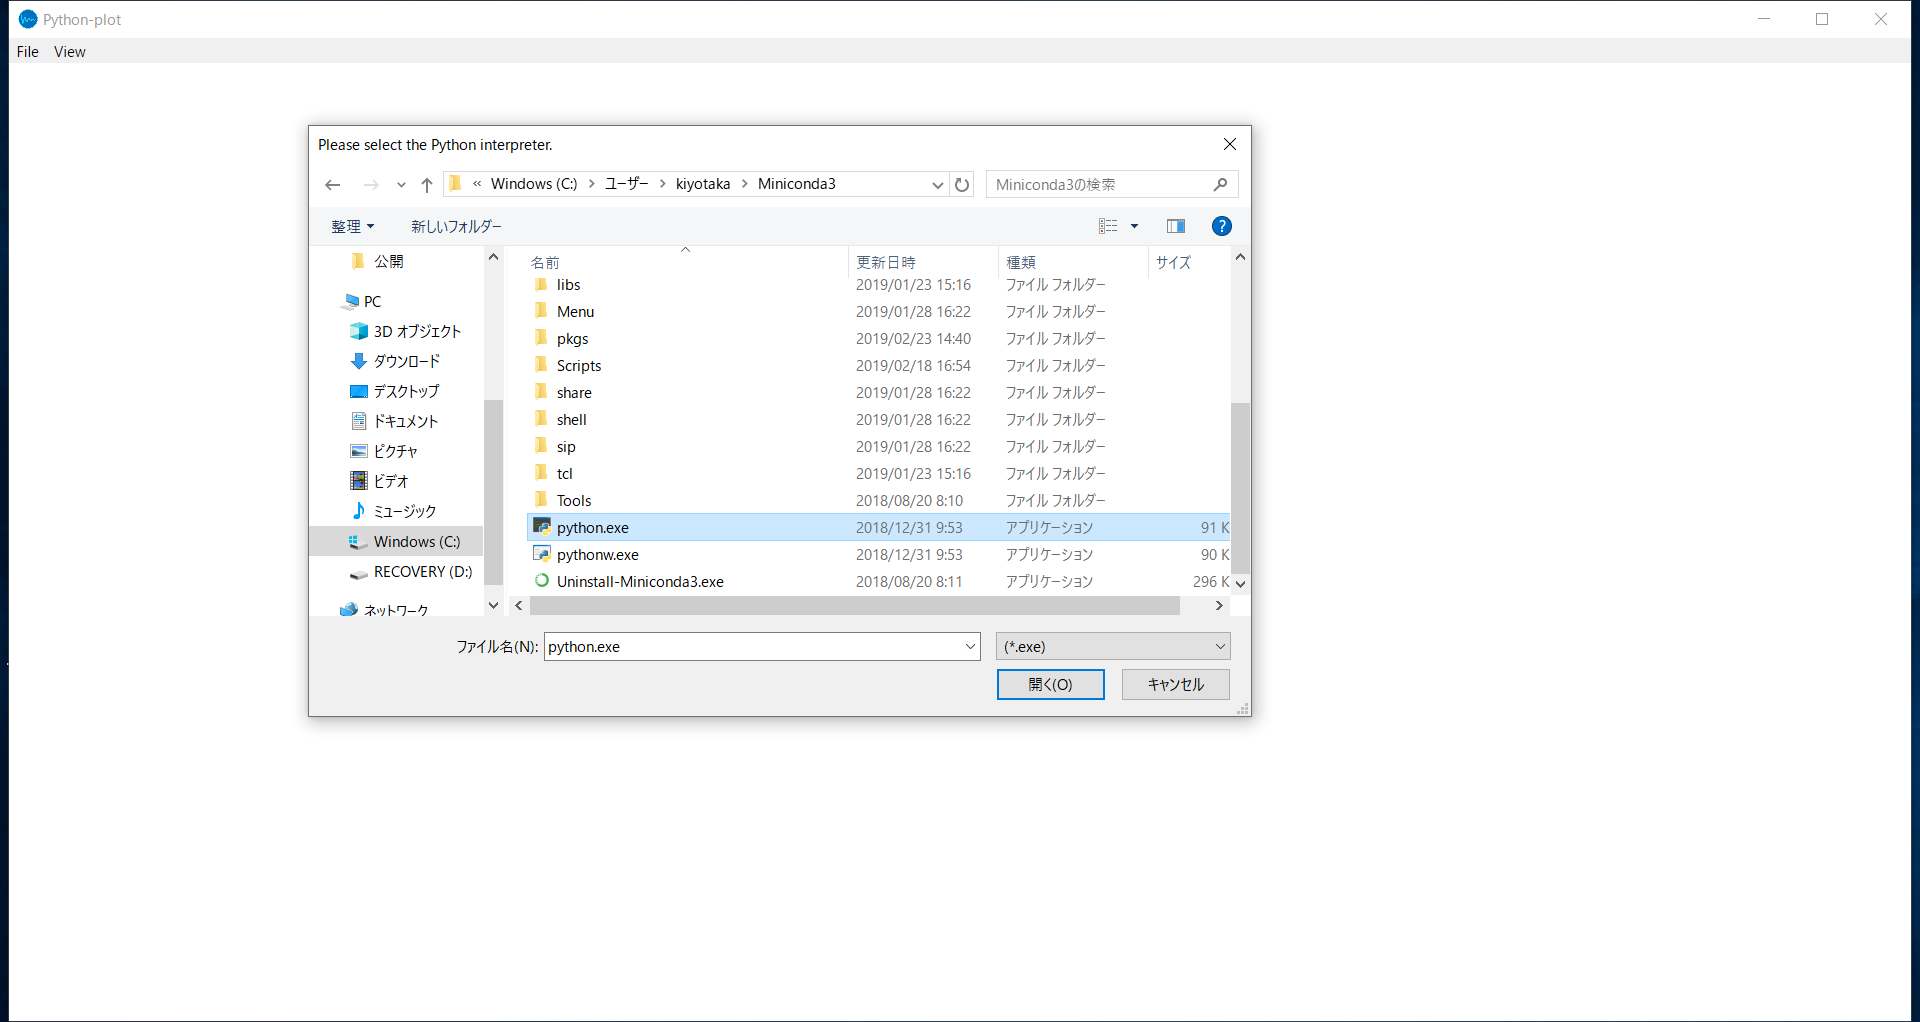 Python-plot
File View
Please select the Python interpreter.
« Windows (C:) > ユーザー > kiyotaka > Miniconda3
Miniconda3の検索
整理 新しいフォルダー
公開
PC
3D オブジェクト
ダウンロード
デスクトップ
ドキュメント
ピクチャ
ビデオ
ミュージック
Windows (C:)
RECOVERY (D:)
ネットワーク
名前 更新日時 種類 サイズ
libs 2019/01/23 15:16 ファイル フォルダー
Menu 2019/01/28 16:22 ファイル フォルダー
pkgs 2019/02/23 14:40 ファイル フォルダー
Scripts 2019/02/18 16:54 ファイル フォルダー
share 2019/01/28 16:22 ファイル フォルダー
shell 2019/01/28 16:22 ファイル フォルダー
sip 2019/01/28 16:22 ファイル フォルダー
tcl 2019/01/23 15:16 ファイル フォルダー
Tools 2018/08/20 8:10 ファイル フォルダー
python.exe 2018/12/31 9:53 アプリケーション 91 K
pythonw.exe 2018/12/31 9:53 アプリケーション 90 K
Uninstall-Miniconda3.exe 2018/08/20 8:11 アプリケーション 296 K
ファイル名(N): python.exe (*.exe)
開く(O) キャンセル